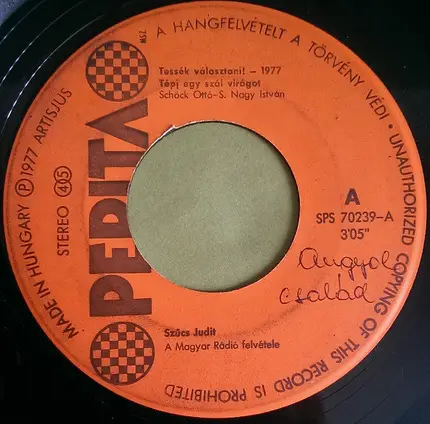 A HANGFELVÉTELT A TÖRVÉNY VÉDI • UNAUTHORIZED COPYING OF THIS RECORD IS PROHIBITED
MADE IN HUNGARY Ⓟ 1977 ARTISJUS
STEREO 45
PEPITA
MSZ
Tessék választani! – 1977
Tépj egy szál virágot
Schöck Ottó–S. Nagy István
A
SPS 70239–A
3'05"
Angyal
család
Szűcs Judit
A Magyar Rádió felvétele